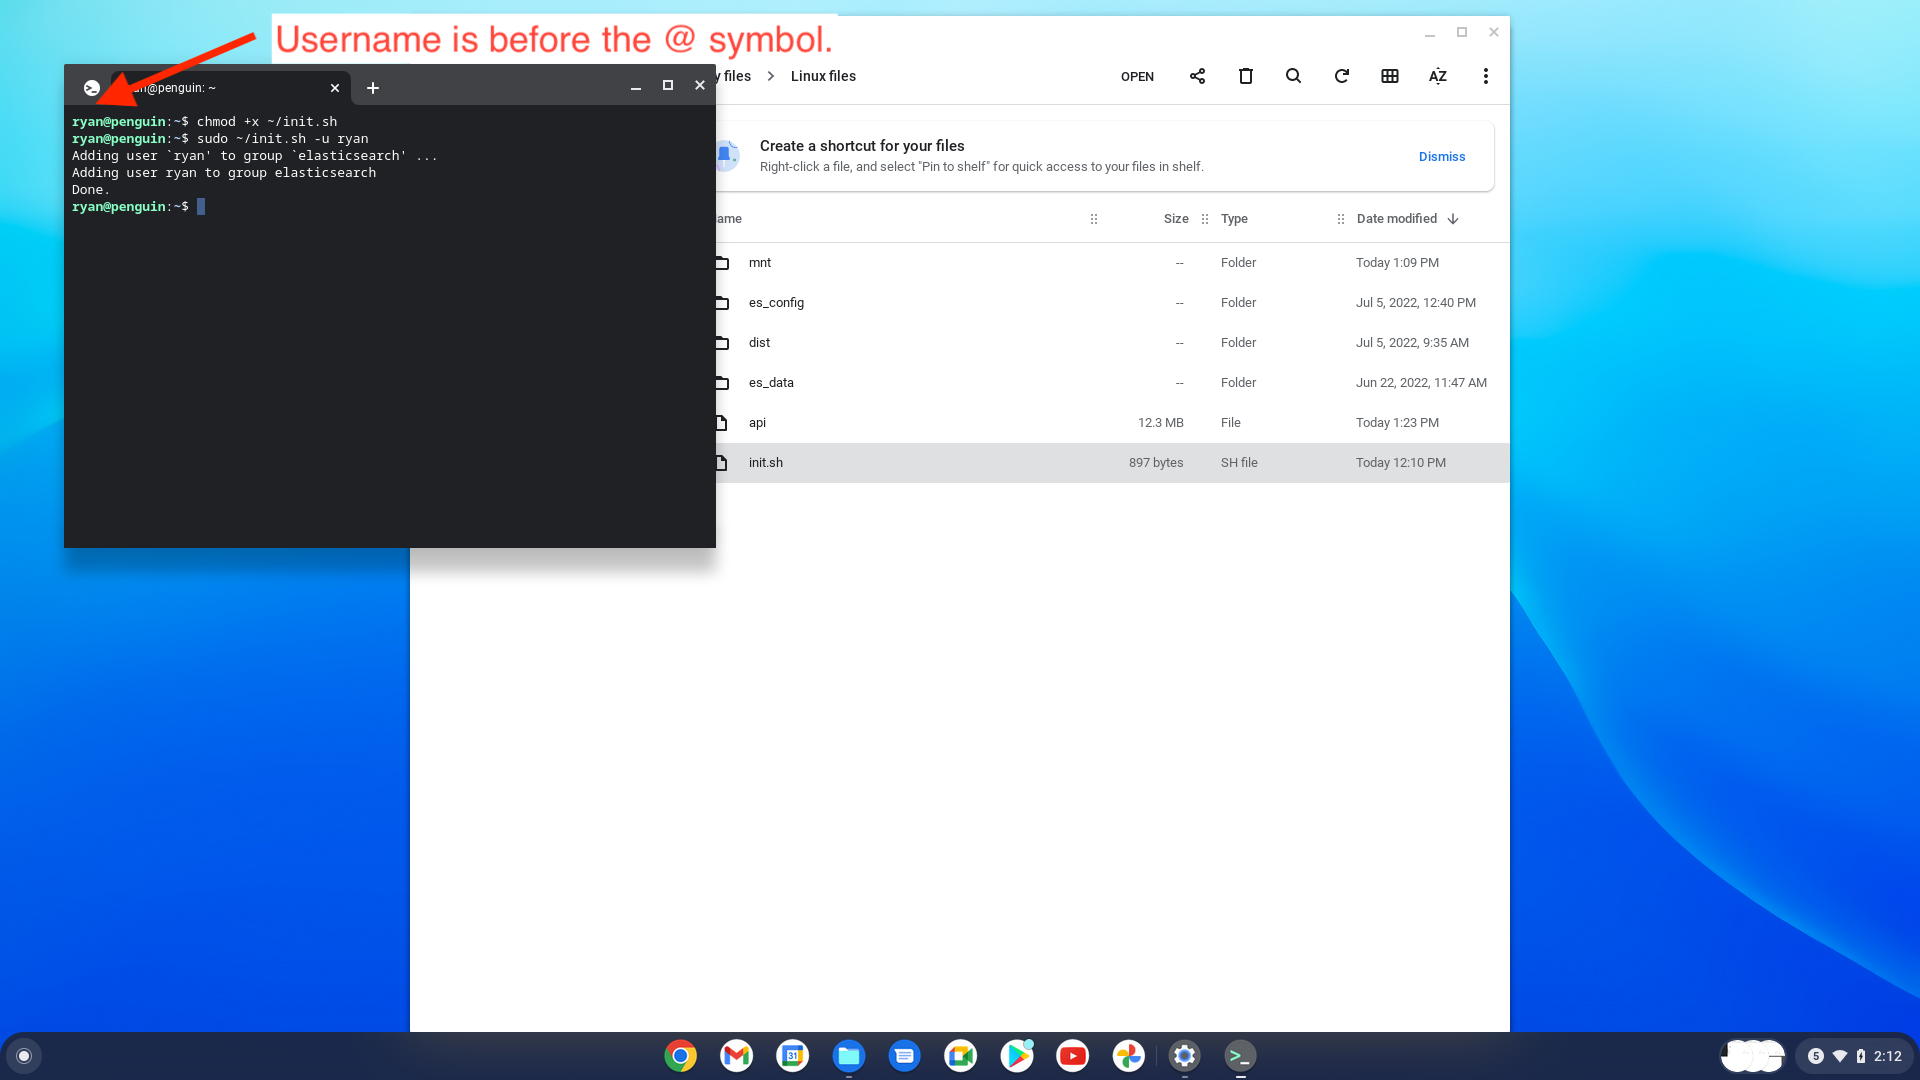 Username is before the @ symbol.
y files > Linux files
OPEN
an@penguin: ~
ryan@penguin:~$ chmod +x ~/init.sh
ryan@penguin:~$ sudo ~/init.sh -u ryan
Adding user `ryan' to group `elasticsearch' ...
Adding user ryan to group elasticsearch
Done.
ryan@penguin:~$
Create a shortcut for your files
Right-click a file, and select "Pin to shelf" for quick access to your files in shelf.
Dismiss
ame Size Type Date modified
mnt -- Folder Today 1:09 PM
es_config -- Folder Jul 5, 2022, 12:40 PM
dist -- Folder Jul 5, 2022, 9:35 AM
es_data -- Folder Jun 22, 2022, 11:47 AM
api 12.3 MB File Today 1:23 PM
init.sh 897 bytes SH file Today 12:10 PM
31
5 2:12